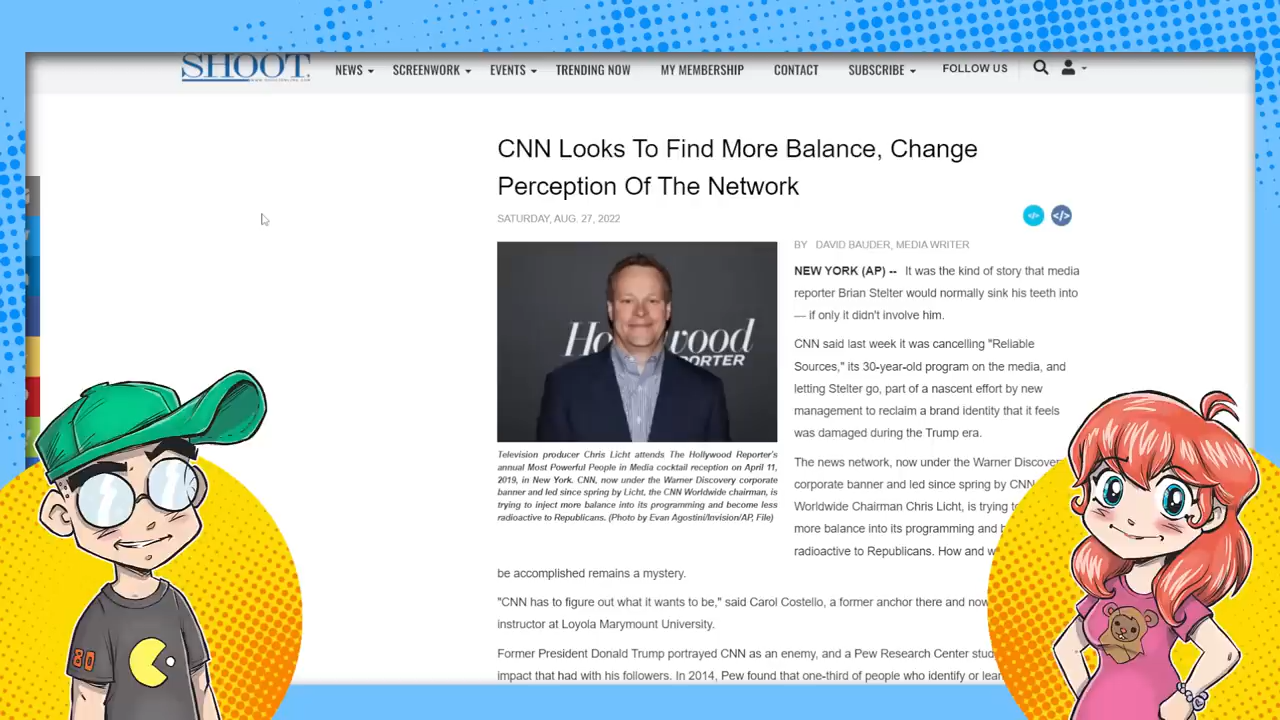 SHOOT.
NEWS SCREENWORK EVENTS TRENDING NOW MY MEMBERSHIP CONTACT SUBSCRIBE FOLLOW US
CNN Looks To Find More Balance, Change
Perception Of The Network
SATURDAY, AUG. 27, 2022
</>
BY DAVID BAUDER, MEDIA WRITER
NEW YORK (AP) -- It was the kind of story that media
reporter Brian Stelter would normally sink his teeth into
— if only it didn't involve him.
CNN said last week it was cancelling "Reliable
Sources," its 30-year-old program on the media, and
letting Stelter go, part of a nascent effort by new
management to reclaim a brand identity that it feels
was damaged during the Trump era.
The news network, now under the Warner Discover
corporate banner and led since spring by CNN
Worldwide Chairman Chris Licht, is trying to
more balance into its programming and b
radioactive to Republicans. How and w
Hollywood
REPORTER
Television producer Chris Licht attends The Hollywood Reporter's
annual Most Powerful People in Media cocktail reception on April 11,
2019, in New York. CNN, now under the Warner Discovery corporate
banner and led since spring by Licht, the CNN Worldwide chairman, is
trying to inject more balance into its programming and become less
radioactive to Republicans. (Photo by Evan Agostini/Invision/AP, File)
be accomplished remains a mystery.
"CNN has to figure out what it wants to be," said Carol Costello, a former anchor there and now
instructor at Loyola Marymount University.
Former President Donald Trump portrayed CNN as an enemy, and a Pew Research Center stud
impact that had with his followers. In 2014, Pew found that one-third of people who identify or lean
80